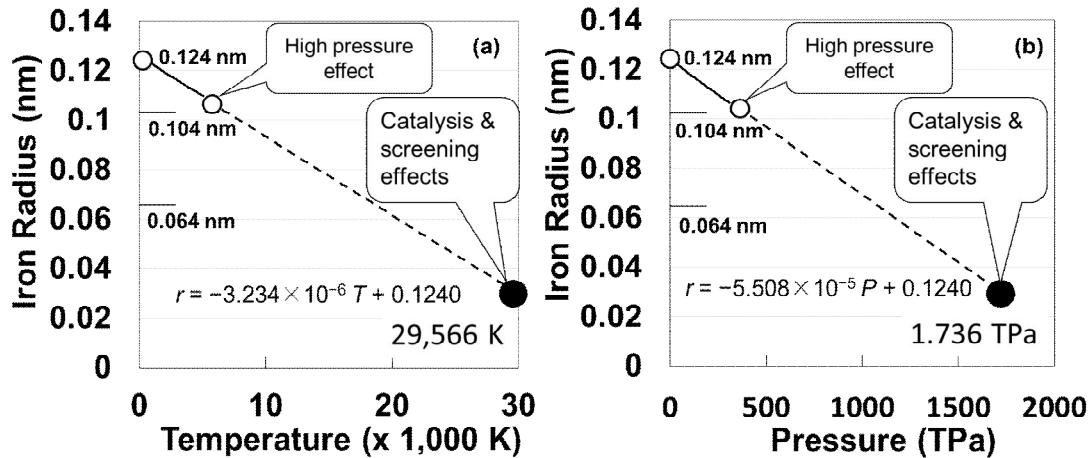 0.14
0.12
0.1
0.08
0.06
0.04
0.02
0
Iron Radius (nm)
0.124 nm
High pressure
effect
(a)
0.104 nm
Catalysis &
screening
effects
0.064 nm
r = −3.234×10⁻⁶ T + 0.1240
29,566 K
0 10 20 30
Temperature (x 1,000 K)
0.14
0.12
0.1
0.08
0.06
0.04
0.02
0
Iron Radius (nm)
0.124 nm
High pressure
effect
(b)
0.104 nm
Catalysis &
screening
effects
0.064 nm
r = −5.508×10⁻⁵ P + 0.1240
1.736 TPa
0 500 1000 1500 2000
Pressure (TPa)